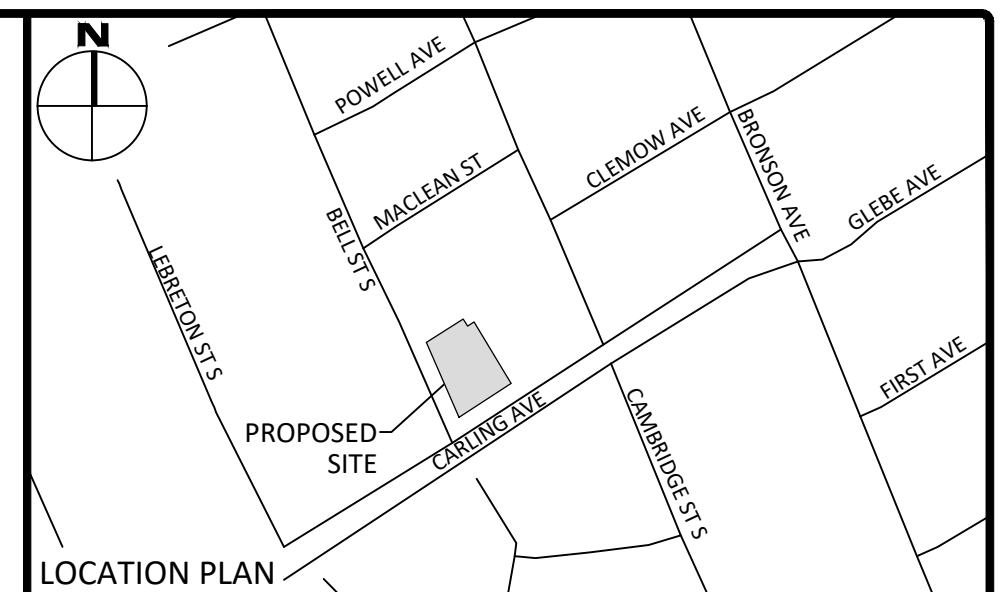 N
POWELL AVE
MACLEAN ST
CLEMOW AVE
BRONSON AVE
GLEBE AVE
BELL ST S
LEBRETON ST S
FIRST AVE
PROPOSED
SITE
CARLING AVE
CAMBRIDGE ST S
LOCATION PLAN